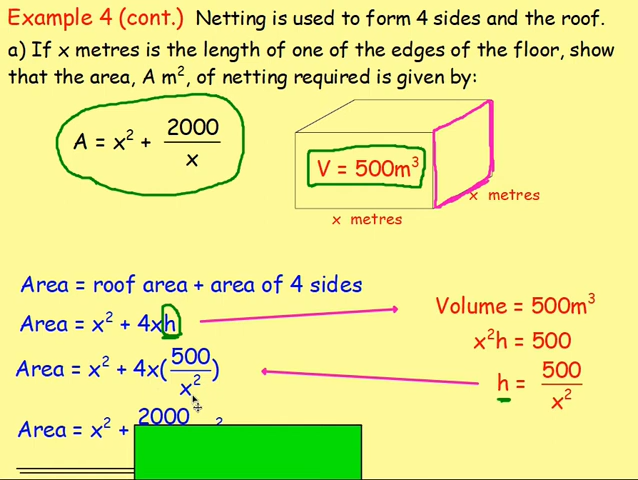 Example 4 (cont.) Netting is used to form 4 sides and the roof.
a) If x metres is the length of one of the edges of the floor, show
that the area, A m², of netting required is given by:
A = x² + 2000/x
V = 500m³
x metres
x metres
Area = roof area + area of 4 sides
Area = x² + 4xh
Area = x² + 4x(500/x²)
Area = x² + 2000
Volume = 500m³
x²h = 500
h = 500/x²